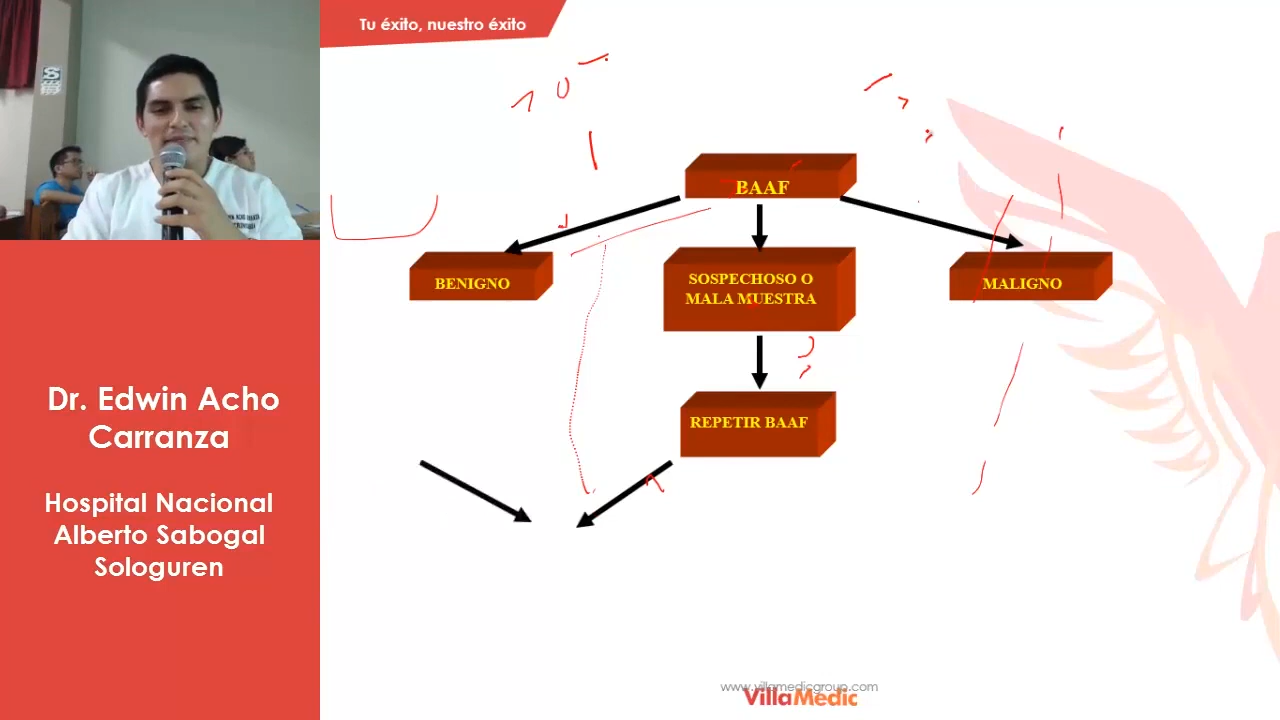 Tu éxito, nuestro éxito
BAAF
BENIGNO
SOSPECHOSO O
MALA MUESTRA
MALIGNO
REPETIR BAAF
Dr. Edwin Acho
Carranza
Hospital Nacional
Alberto Sabogal
Sologuren
www.villamedicgroup.com
VillaMedic